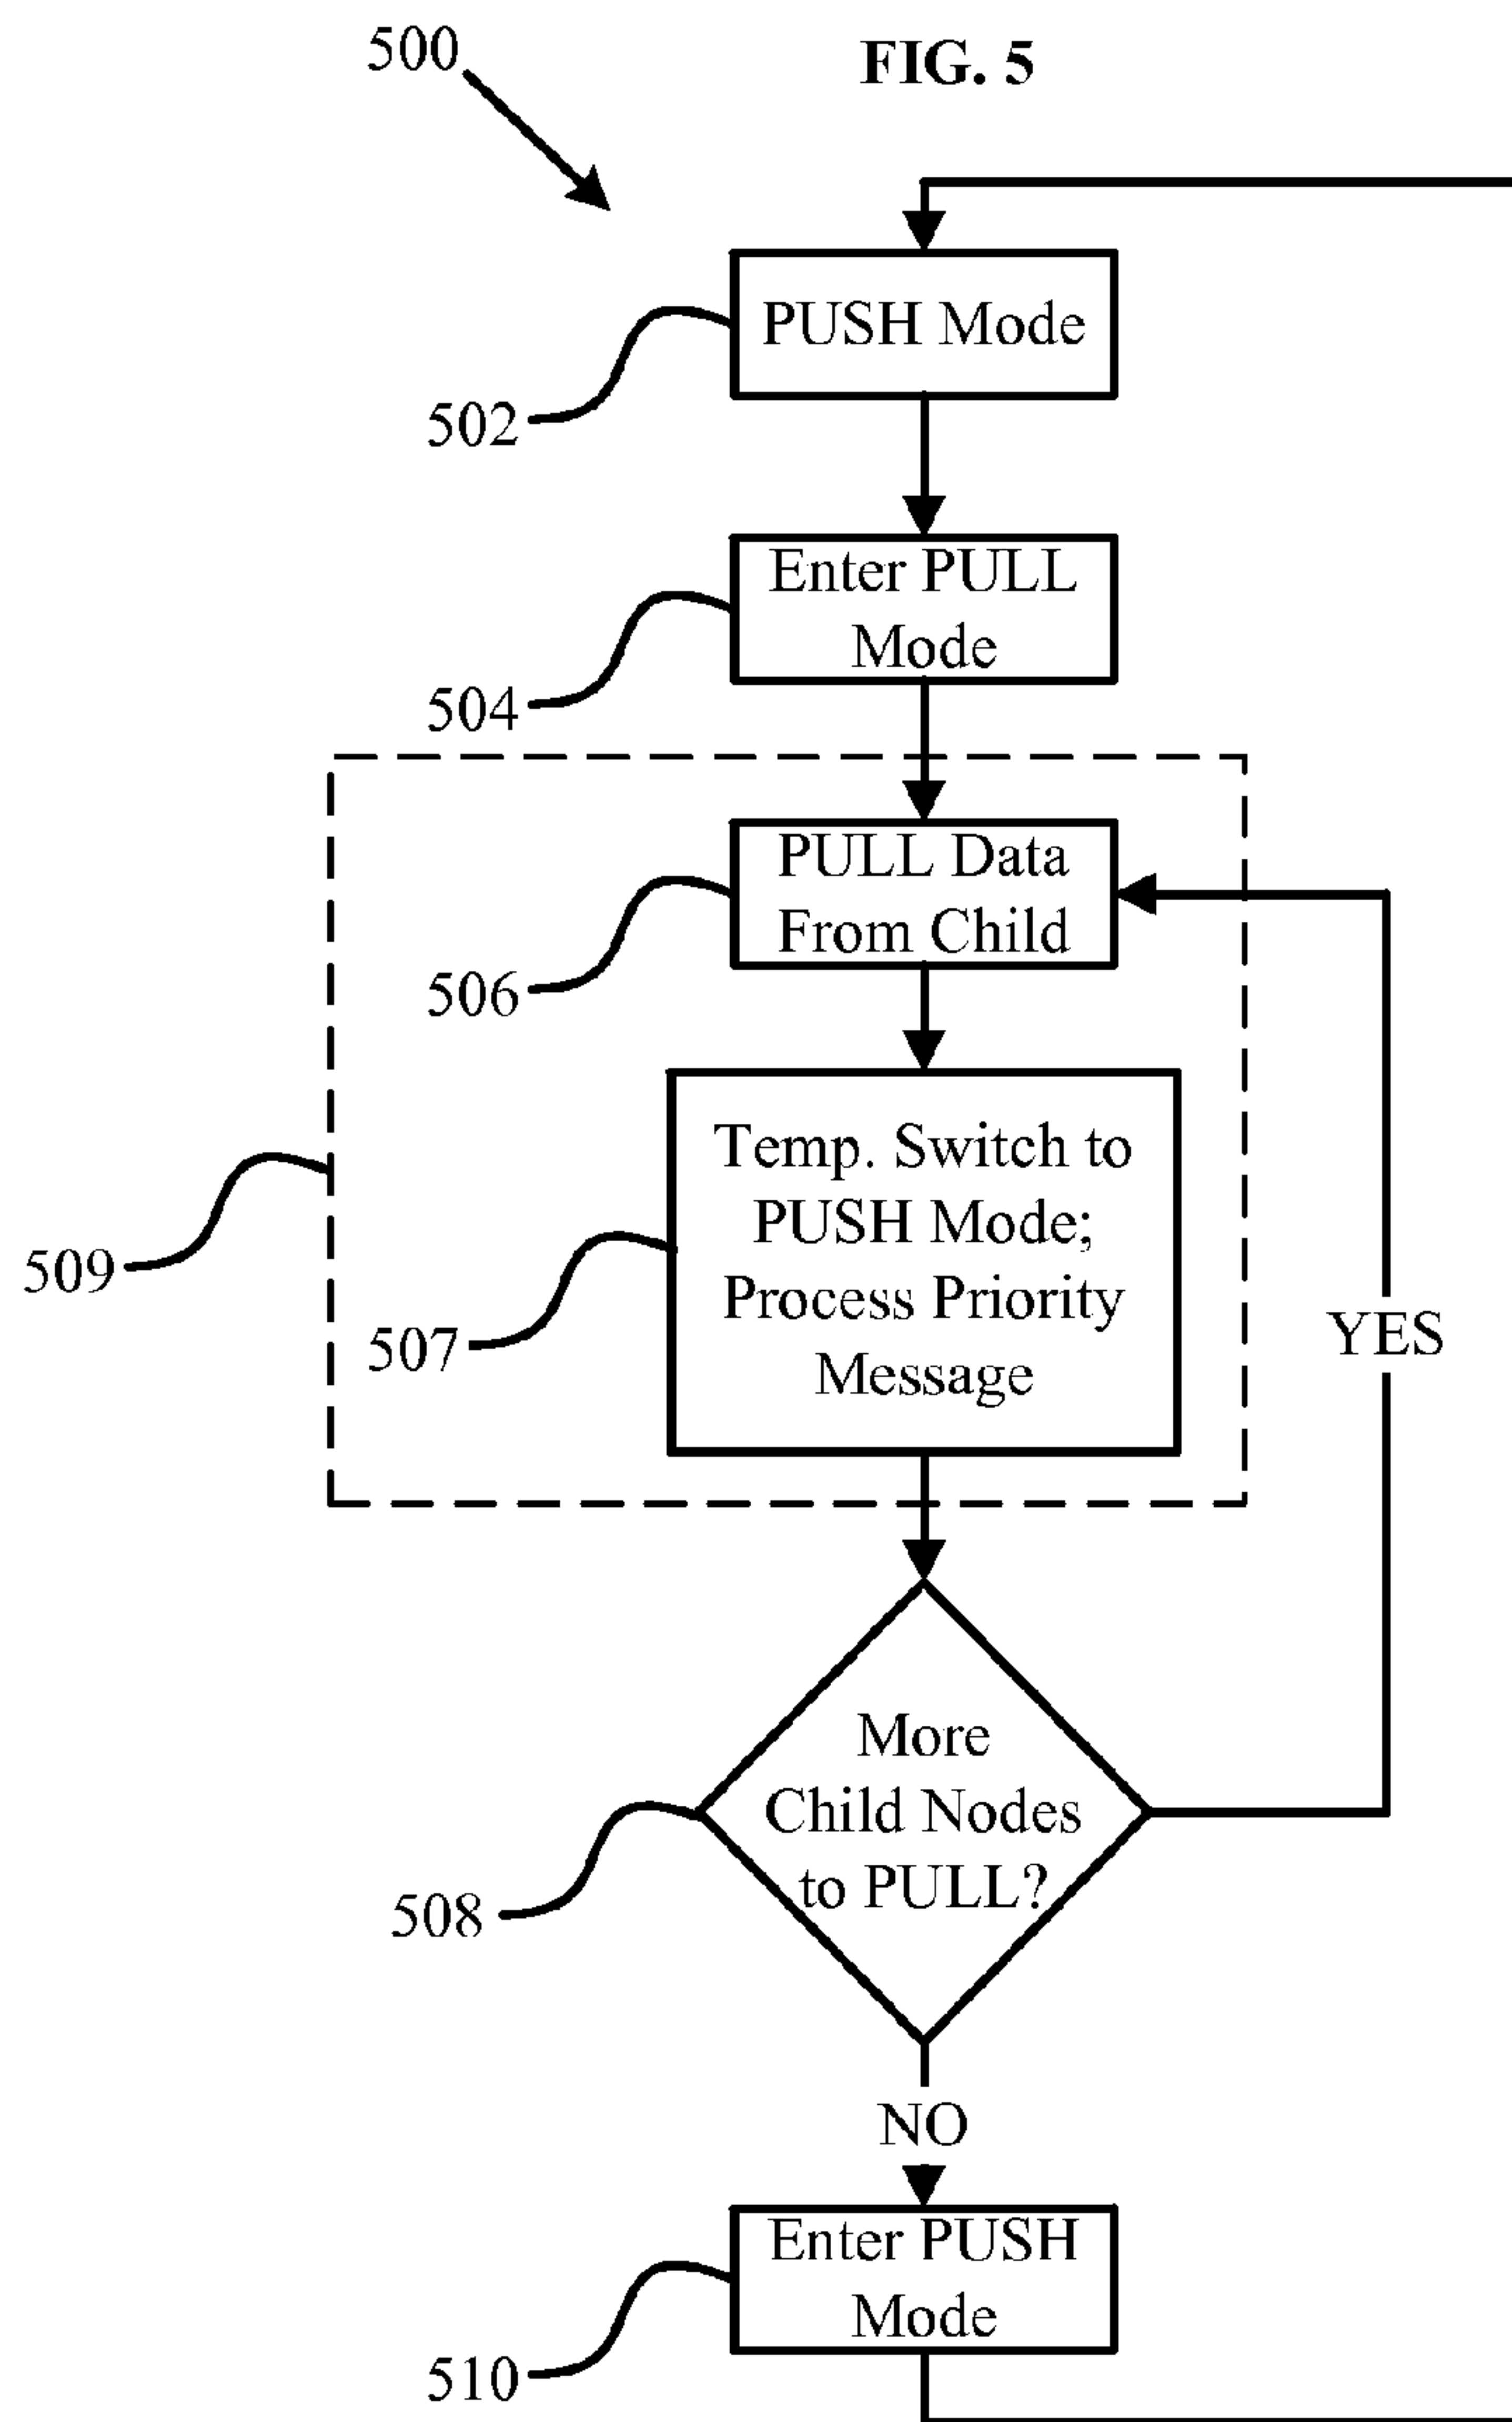 500
FIG. 5
PUSH Mode
502
Enter PULL
Mode
504
PULL Data
From Child
506
Temp. Switch to
PUSH Mode;
Process Priority
Message
509
507
YES
More
Child Nodes
to PULL?
508
NO
Enter PUSH
Mode
510